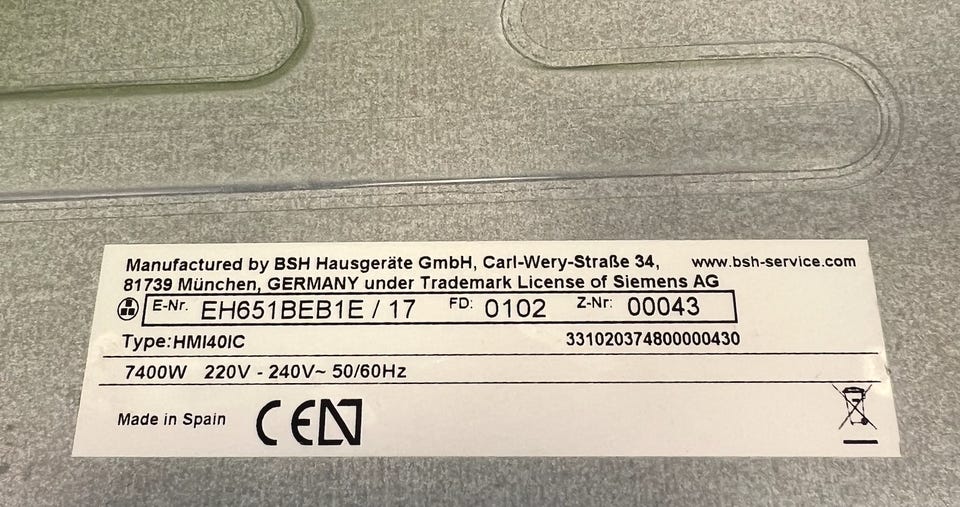 Manufactured by BSH Hausgeräte GmbH, Carl-Wery-Straße 34, www.bsh-service.com
81739 München, GERMANY under Trademark License of Siemens AG
E-Nr. EH651BEB1E / 17 FD: 0102 Z-Nr: 00043
Type:HMI40IC 331020374800000430
7400W 220V - 240V~ 50/60Hz
Made in Spain CE